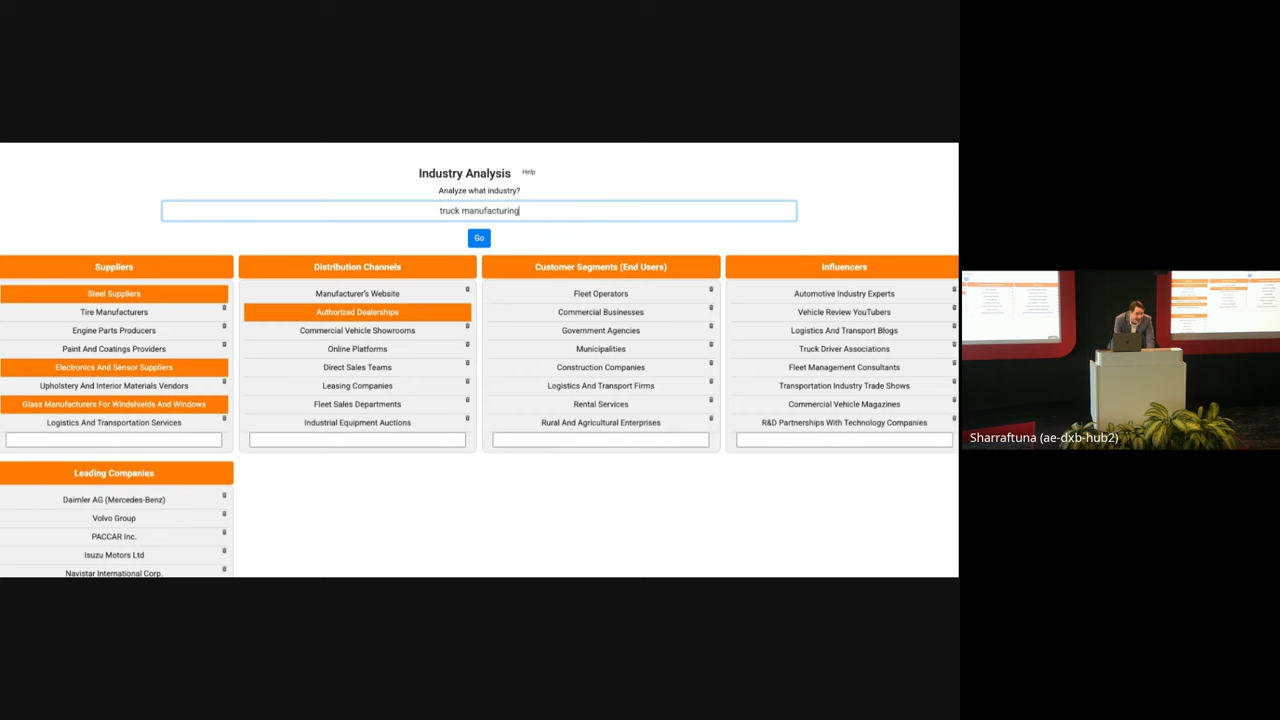 Industry Analysis Help
Analyze what industry?
truck manufacturing
Go
Suppliers
Steel Suppliers
Tire Manufacturers
Engine Parts Producers
Paint And Coatings Providers
Electronics And Sensor Suppliers
Upholstery And Interior Materials Vendors
Glass Manufacturers For Windshields And Windows
Logistics And Transportation Services
Distribution Channels
Manufacturer's Website
Authorized Dealerships
Commercial Vehicle Showrooms
Online Platforms
Direct Sales Teams
Leasing Companies
Fleet Sales Departments
Industrial Equipment Auctions
Customer Segments (End Users)
Fleet Operators
Commercial Businesses
Government Agencies
Municipalities
Construction Companies
Logistics And Transport Firms
Rental Services
Rural And Agricultural Enterprises
Influencers
Automotive Industry Experts
Vehicle Review YouTubers
Logistics And Transport Blogs
Truck Driver Associations
Fleet Management Consultants
Transportation Industry Trade Shows
Commercial Vehicle Magazines
R&D Partnerships With Technology Companies
Leading Companies
Daimler AG (Mercedes-Benz)
Volvo Group
PACCAR Inc.
Isuzu Motors Ltd
Navistar International Corp.
Sharraftuna (ae-dxb-hub2)